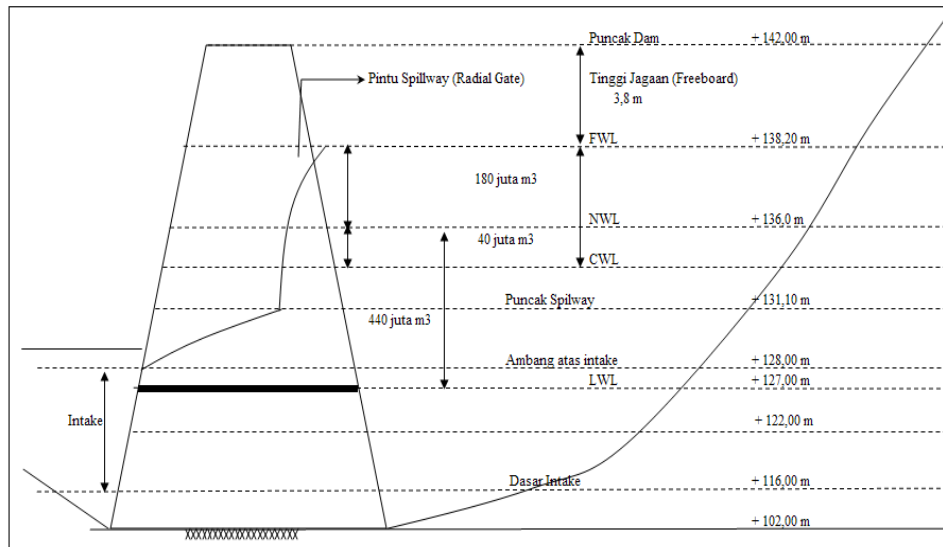 Puncak Dam + 142,00 m
Pintu Spillway (Radial Gate) Tinggi Jagaan (Freeboard)
3,8 m
FWL + 138,20 m
180 juta m3
NWL + 136,0 m
40 juta m3
CWL
Puncak Spilway + 131,10 m
440 juta m3
Ambang atas intake + 128,00 m
LWL + 127,00 m
Intake + 122,00 m
Dasar Intake + 116,00 m
+ 102,00 m